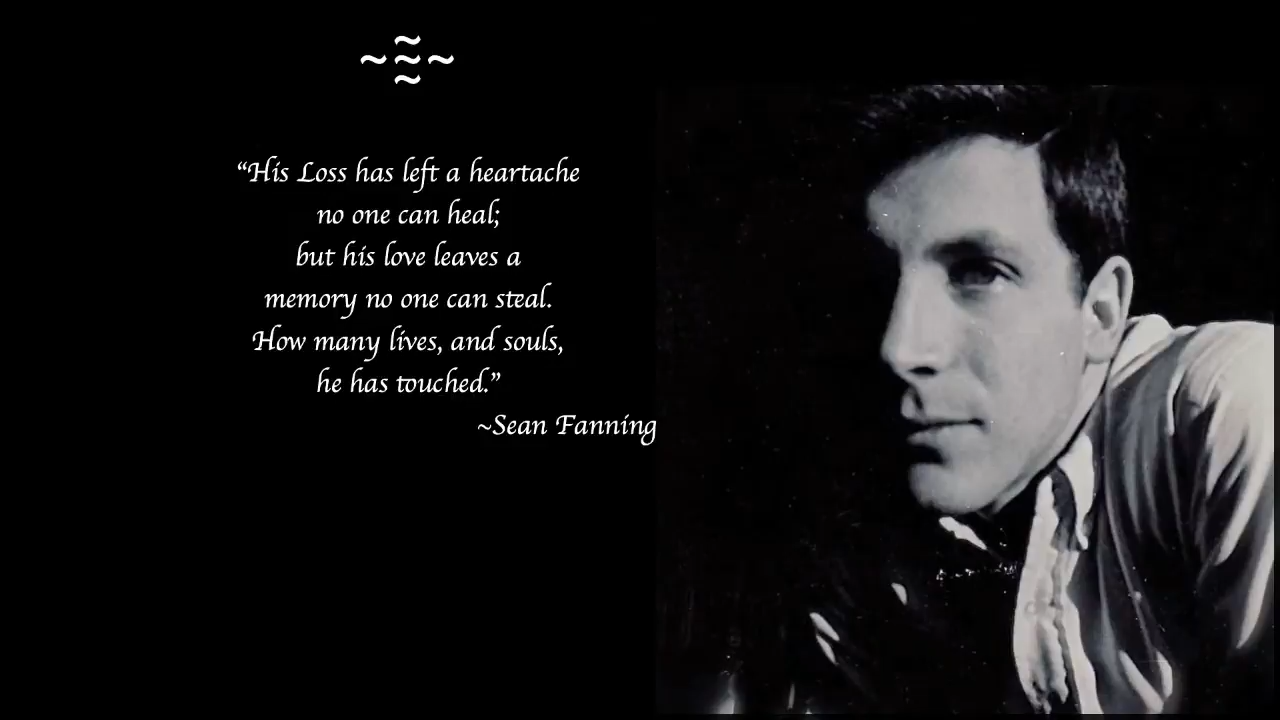 “His Loss has left a heartache
no one can heal;
but his love leaves a
memory no one can steal.
How many lives, and souls,
he has touched.”
~Sean Fanning